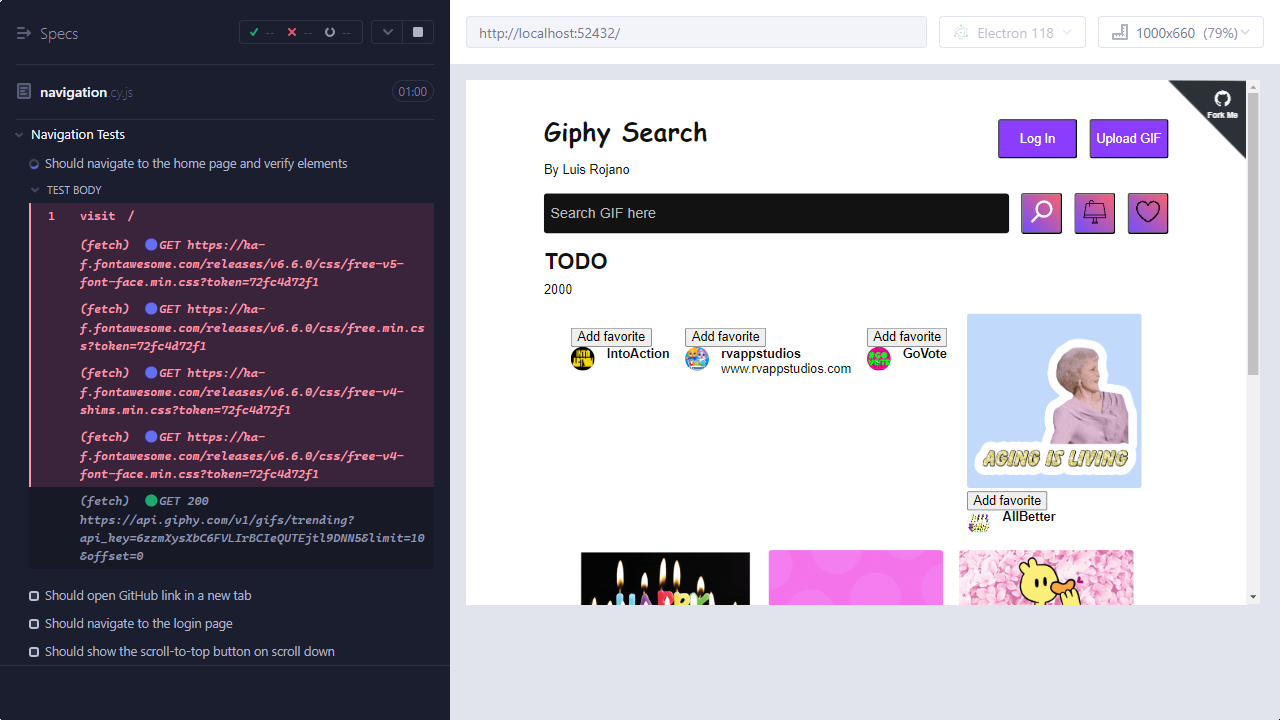 Specs
--
--
--
navigation.cy.js
01:00
Navigation Tests
Should navigate to the home page and verify elements
TEST BODY
1 visit /
(fetch) GET https://ka-
f.fontawesome.com/releases/v6.6.0/css/free-v5-
font-face.min.css?token=72fc4d72f1
(fetch) GET https://ka-
f.fontawesome.com/releases/v6.6.0/css/free.min.cs
s?token=72fc4d72f1
(fetch) GET https://ka-
f.fontawesome.com/releases/v6.6.0/css/free-v4-
shims.min.css?token=72fc4d72f1
(fetch) GET https://ka-
f.fontawesome.com/releases/v6.6.0/css/free-v4-
font-face.min.css?token=72fc4d72f1
(fetch) GET 200
https://api.giphy.com/v1/gifs/trending?
api_key=6zzmXysXbC6FVLIrBCIeQUTEjtl9DNN5&limit=10
&offset=0
Should open GitHub link in a new tab
Should navigate to the login page
Should show the scroll-to-top button on scroll down
http://localhost:52432/
Electron 118
1000x660 (79%)
Fork Me
Giphy Search
Log In
Upload GIF
By Luis Rojano
Search GIF here
TODO
2000
Add favorite
IntoAction
Add favorite
rvappstudios
www.rvappstudios.com
Add favorite
GoVote
AGING IS LIVING
Add favorite
AllBetter